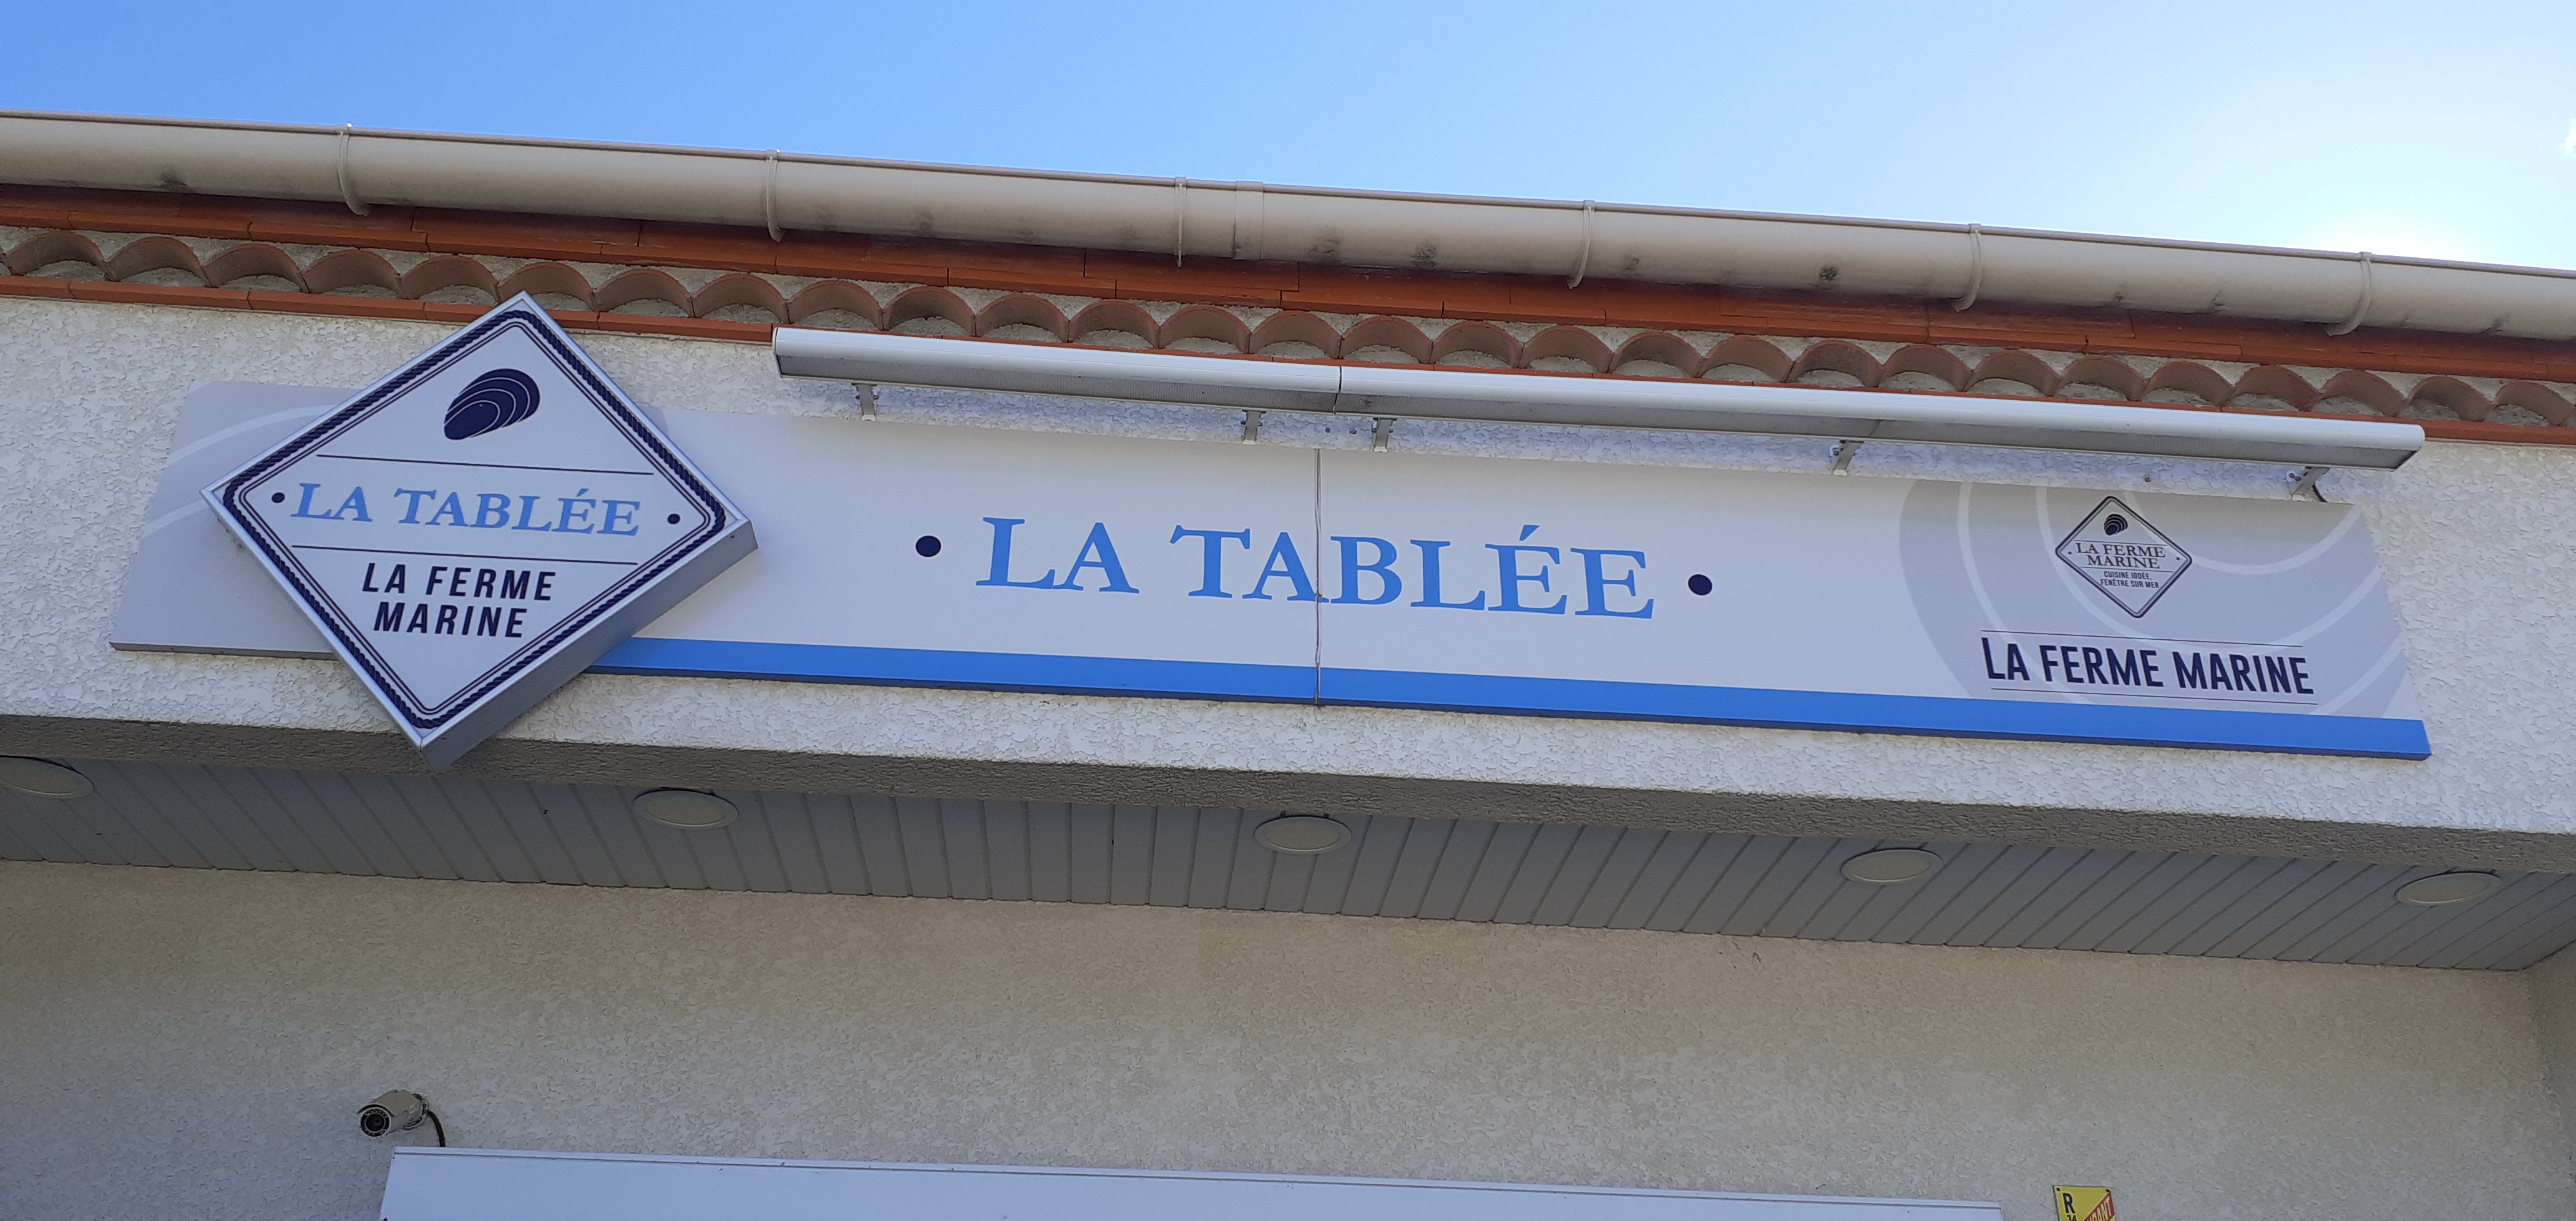 • LA TABLÉE •
LA FERME
MARINE
• LA TABLÉE •
LA FERME
• MARINE •
CUISINE IODÉE,
FENÊTRE SUR MER
LA FERME MARINE
R